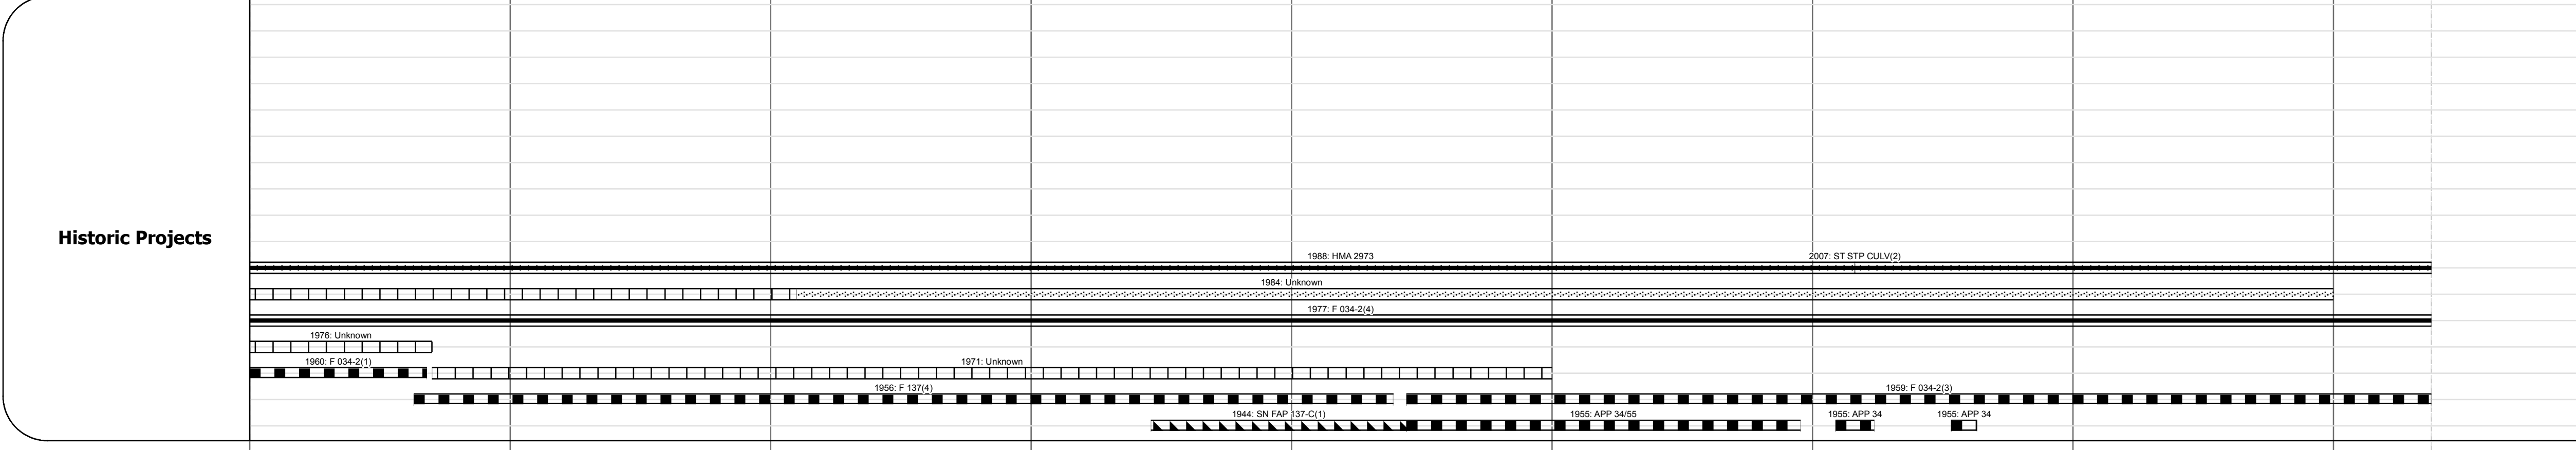 Historic Projects
1988: HMA 2973
2007: ST STP CULV(2)
1984: Unknown
1977: F 034-2(4)
1976: Unknown
1960: F 034-2(1)
1971: Unknown
1956: F 137(4)
1959: F 034-2(3)
1944: SN FAP 137-C(1)
1955: APP 34/55
1955: APP 34
1955: APP 34